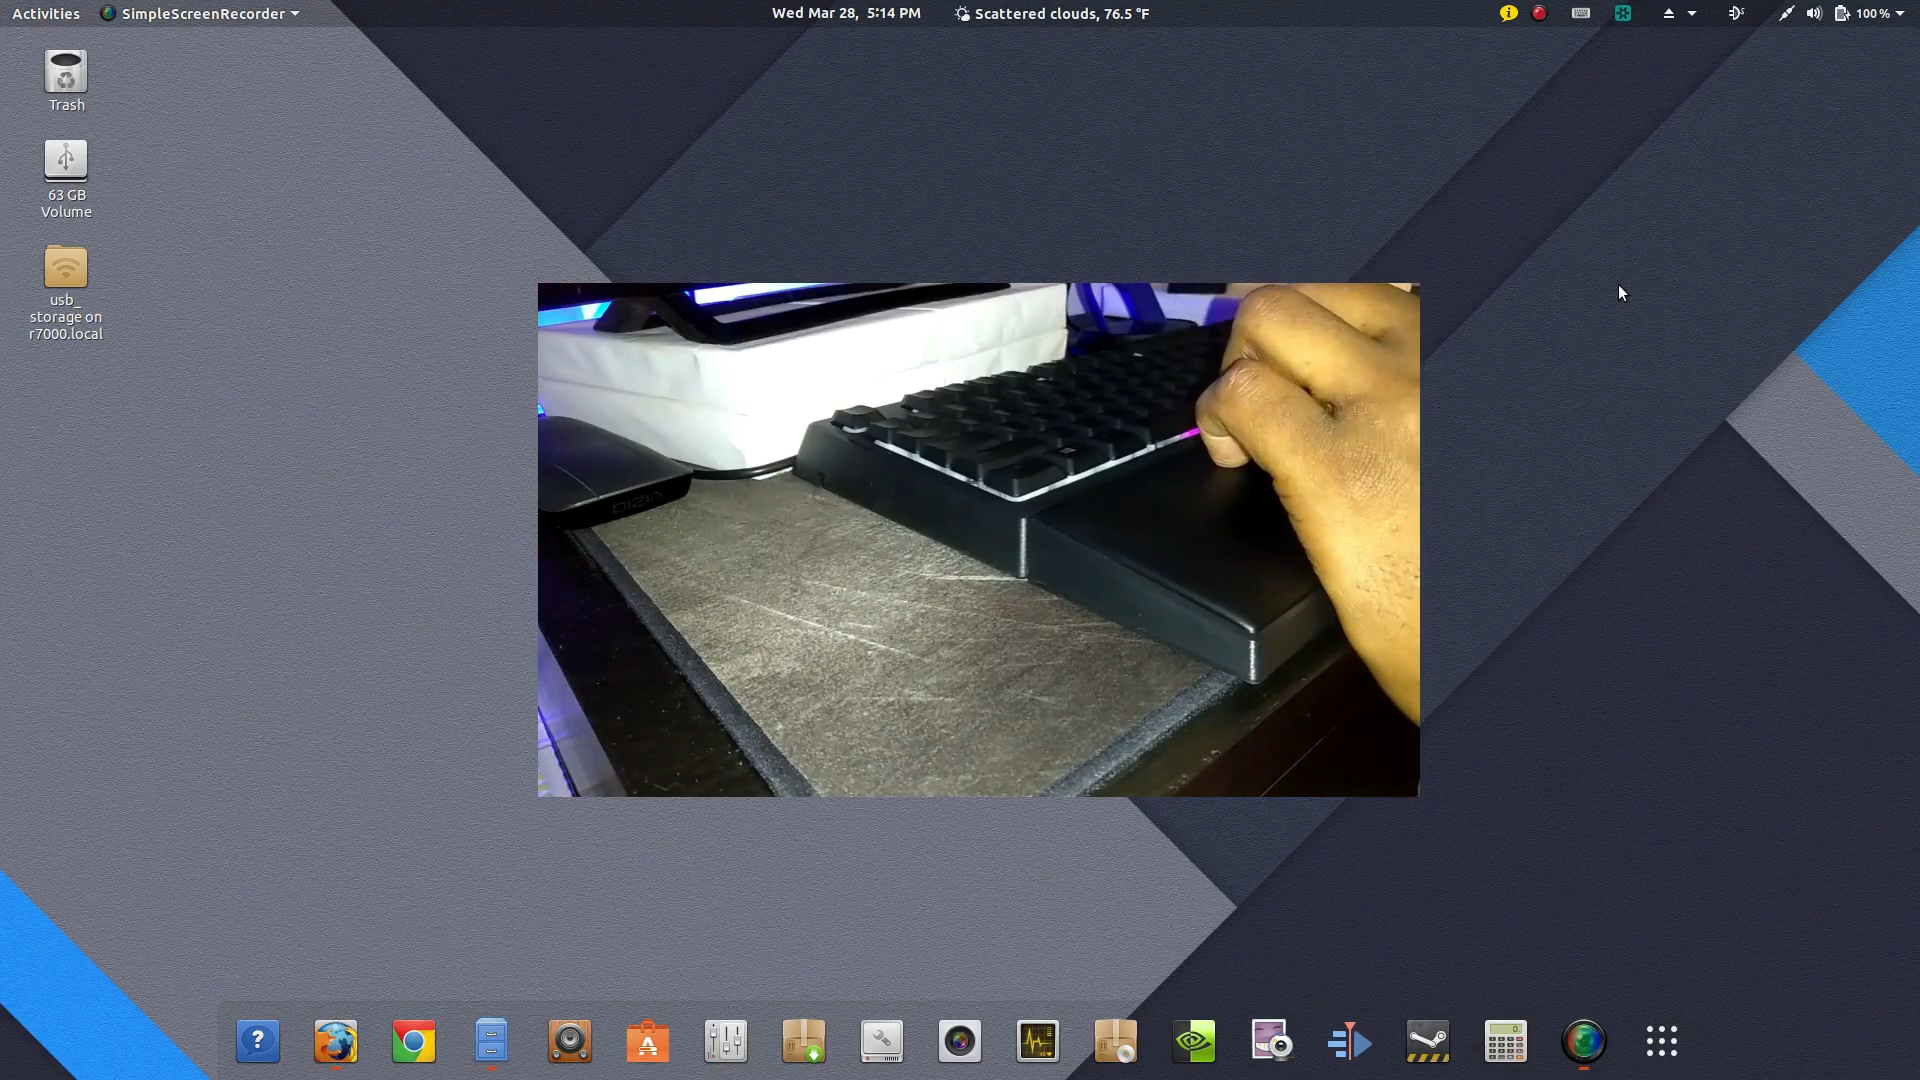 Activities SimpleScreenRecorder Wed Mar 28, 5:14 PM Scattered clouds, 76.5 °F 100 %
Trash
63 GB
Volume
usb_
storage on
r7000.local
VIZIO